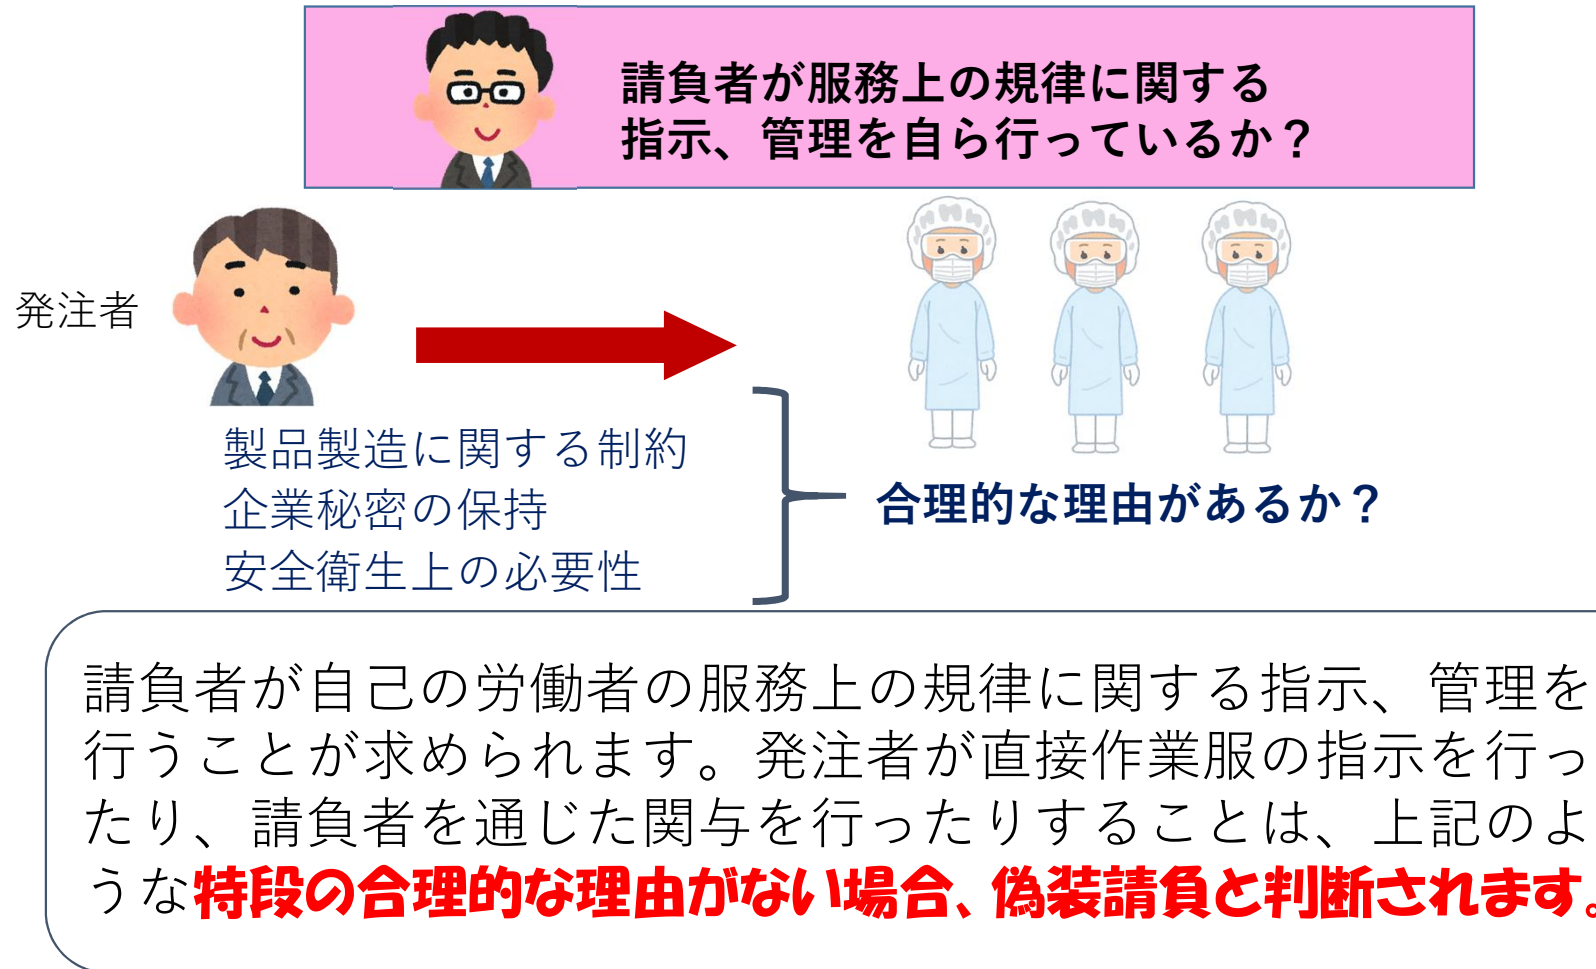 請負者が服務上の規律に関する
指示、管理を自ら行っているか？
発注者
製品製造に関する制約
企業秘密の保持
安全衛生上の必要性
合理的な理由があるか？
請負者が自己の労働者の服務上の規律に関する指示、管理を
行うことが求められます。発注者が直接作業服の指示を行っ
たり、請負者を通じた関与を行ったりすることは、上記のよ
うな特段の合理的な理由がない場合、偽装請負と判断されます。